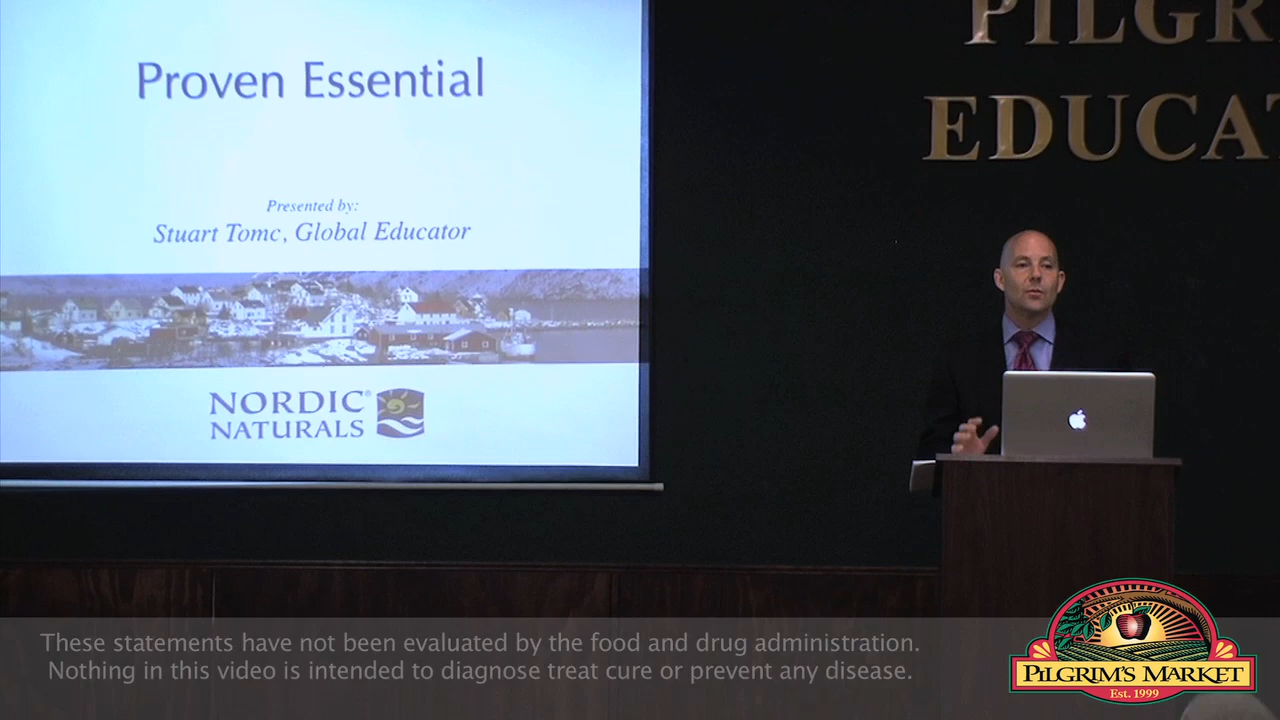 Proven Essential
Presented by:
Stuart Tomc, Global Educator
NORDIC®
NATURALS
PILGR
EDUCAT
These statements have not been evaluated by the food and drug administration.
Nothing in this video is intended to diagnose treat cure or prevent any disease.
PILGRIM'S MARKET
Est. 1999